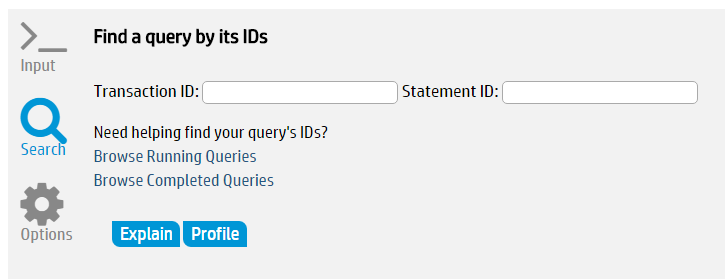 Find a query by its IDs
Input
Transaction ID: Statement ID:
Need helping find your query's IDs?
Search
Browse Running Queries
Browse Completed Queries
Options
Explain Profile